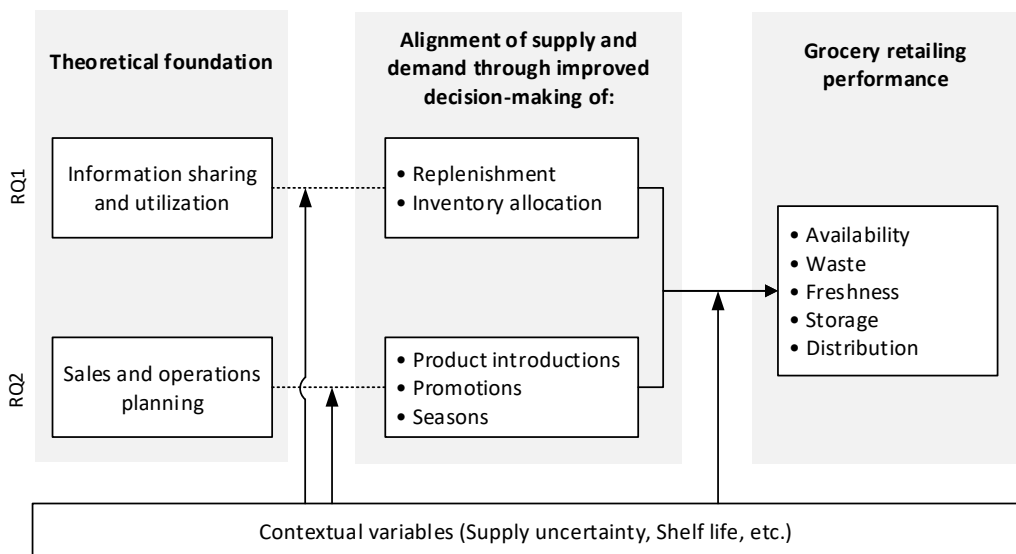 Theoretical foundation
Alignment of supply and
demand through improved
decision-making of:
Grocery retailing
performance
RQ1
Information sharing
and utilization
• Replenishment
• Inventory allocation
• Availability
• Waste
• Freshness
• Storage
• Distribution
RQ2
Sales and operations
planning
• Product introductions
• Promotions
• Seasons
Contextual variables (Supply uncertainty, Shelf life, etc.)